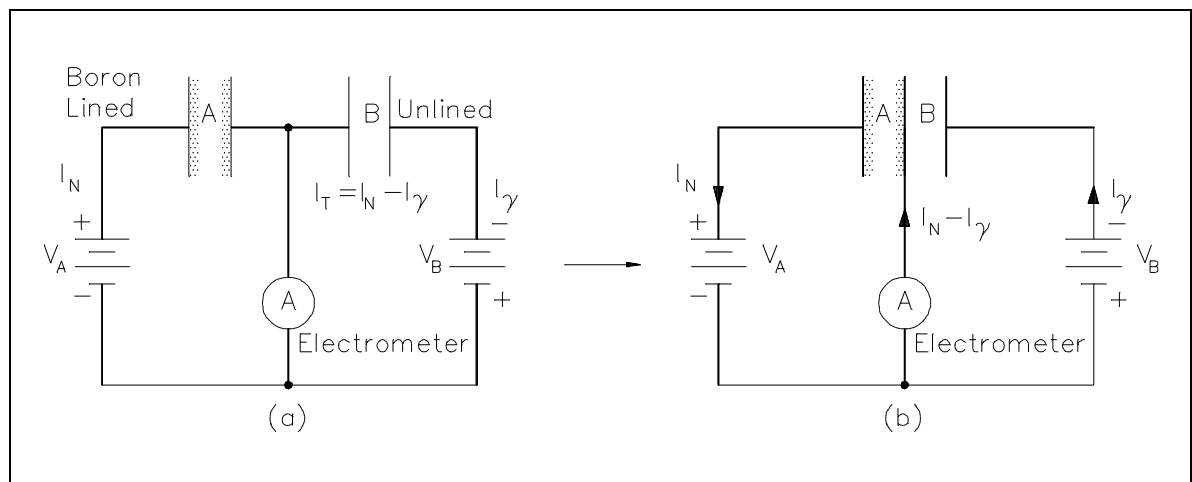 Boron
Lined
A
B
Unlined
I_N
I_T = I_N − I_γ
I_γ
+
−
V_A
V_B
−
+
A
Electrometer
(a)
A
B
I_N
I_N − I_γ
I_γ
+
−
V_A
V_B
−
+
A
Electrometer
(b)